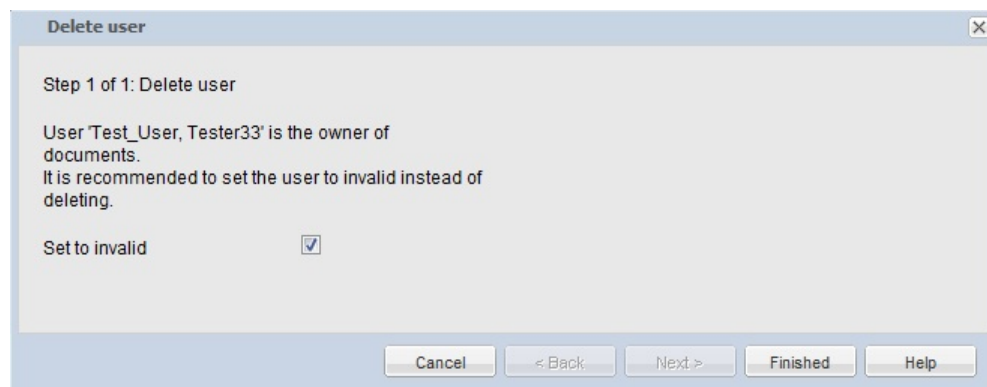 Delete user
Step 1 of 1: Delete user
User 'Test_User, Tester33' is the owner of
documents.
It is recommended to set the user to invalid instead of
deleting.
Set to invalid
Cancel < Back Next > Finished Help